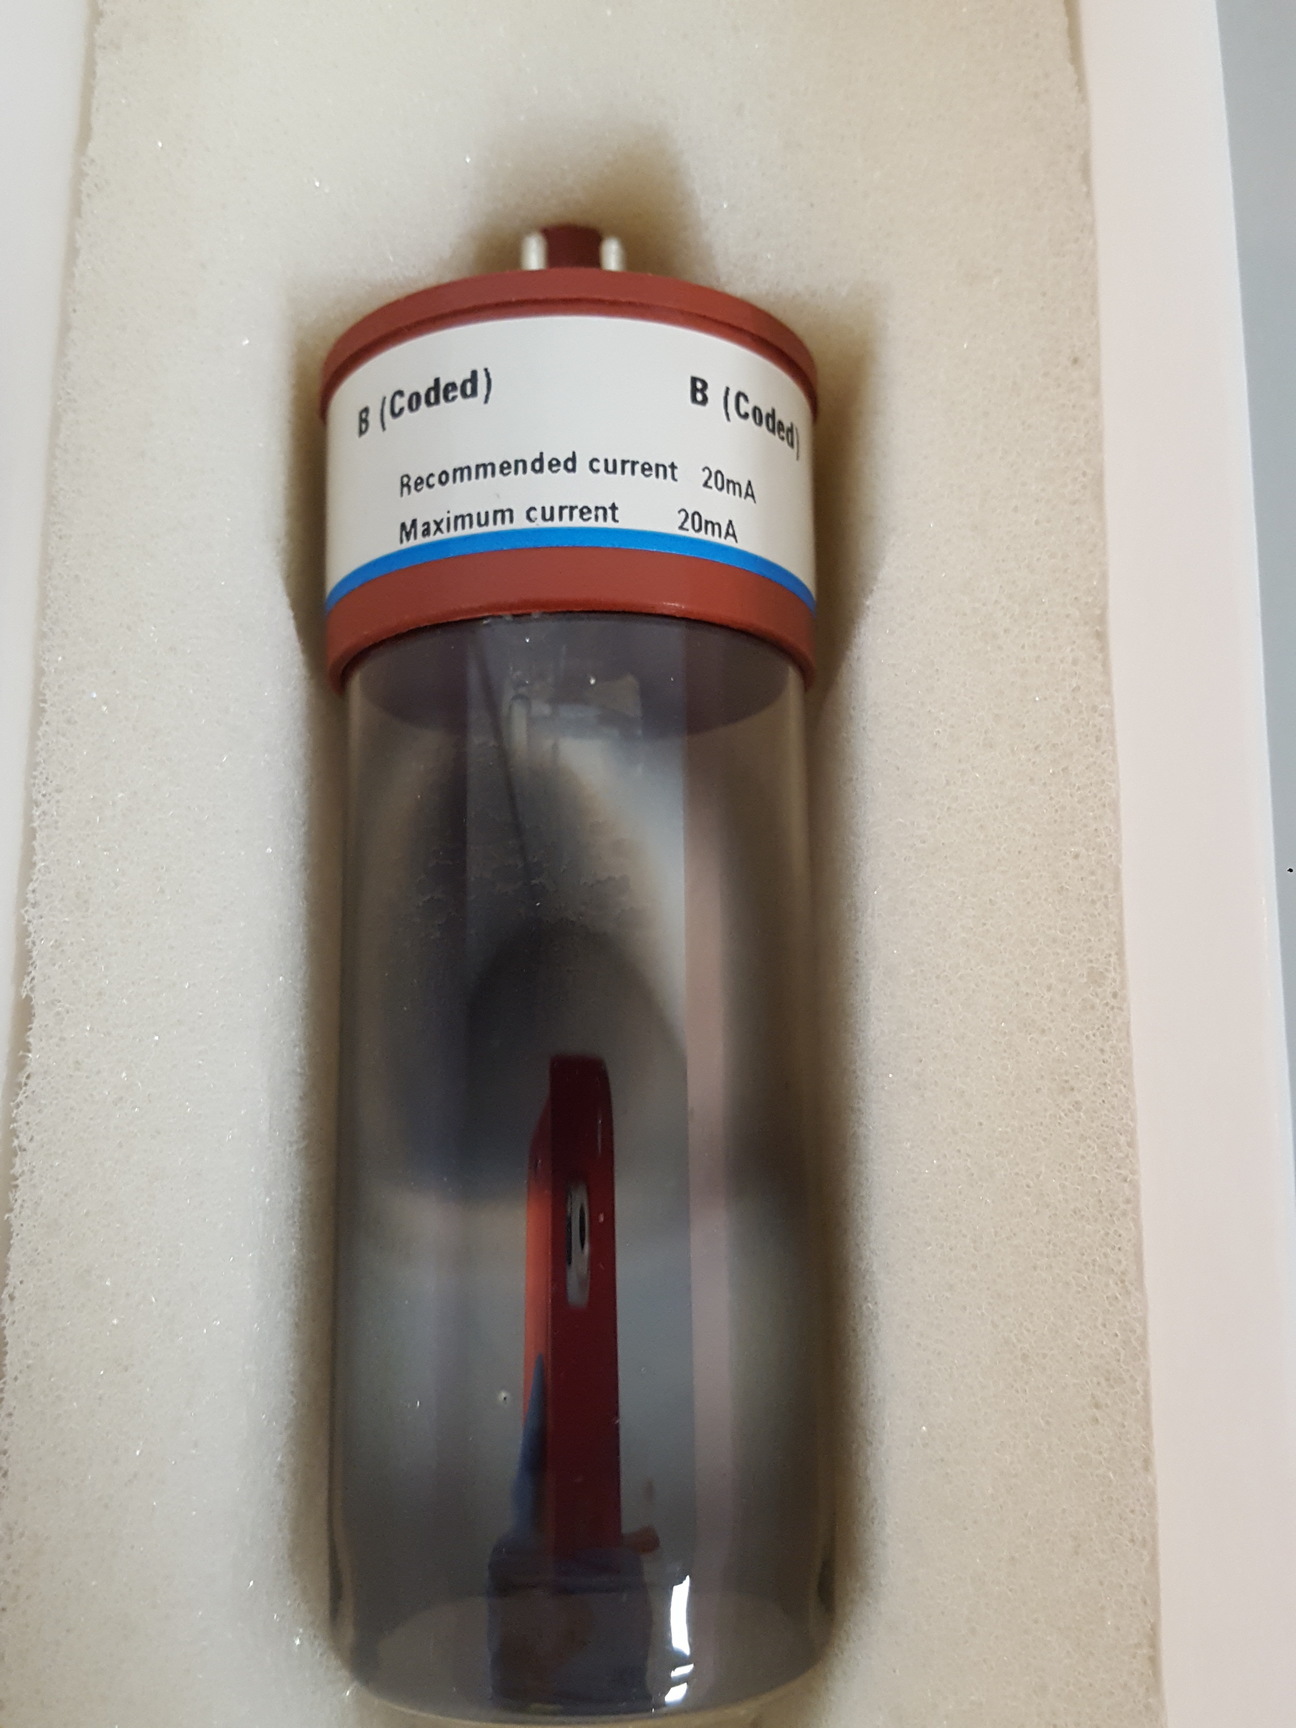 B (Coded) B (Coded)
Recommended current 20mA
Maximum current 20mA